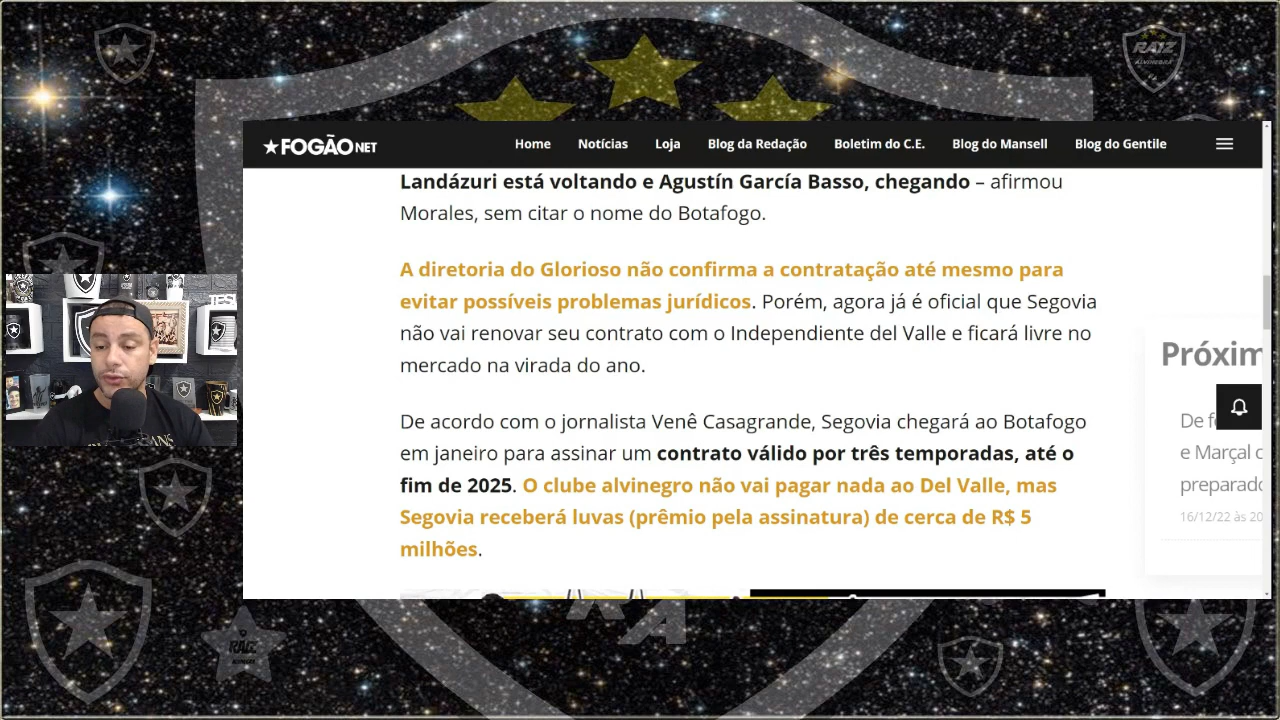 RAIZ
ALVINEGRA
FOGÃO NET
Home Notícias Loja Blog da Redação Boletim do C.E. Blog do Mansell Blog do Gentile
Landázuri está voltando e Agustín García Basso, chegando – afirmou
Morales, sem citar o nome do Botafogo.
A diretoria do Glorioso não confirma a contratação até mesmo para
evitar possíveis problemas jurídicos. Porém, agora já é oficial que Segovia
não vai renovar seu contrato com o Independiente del Valle e ficará livre no
mercado na virada do ano.
De acordo com o jornalista Venê Casagrande, Segovia chegará ao Botafogo
em janeiro para assinar um contrato válido por três temporadas, até o
fim de 2025. O clube alvinegro não vai pagar nada ao Del Valle, mas
Segovia receberá luvas (prêmio pela assinatura) de cerca de R$ 5
milhões.
Próxim
De f
e Marçal
preparado
16/12/22 às 20
RAIZ
ALVINEGRA